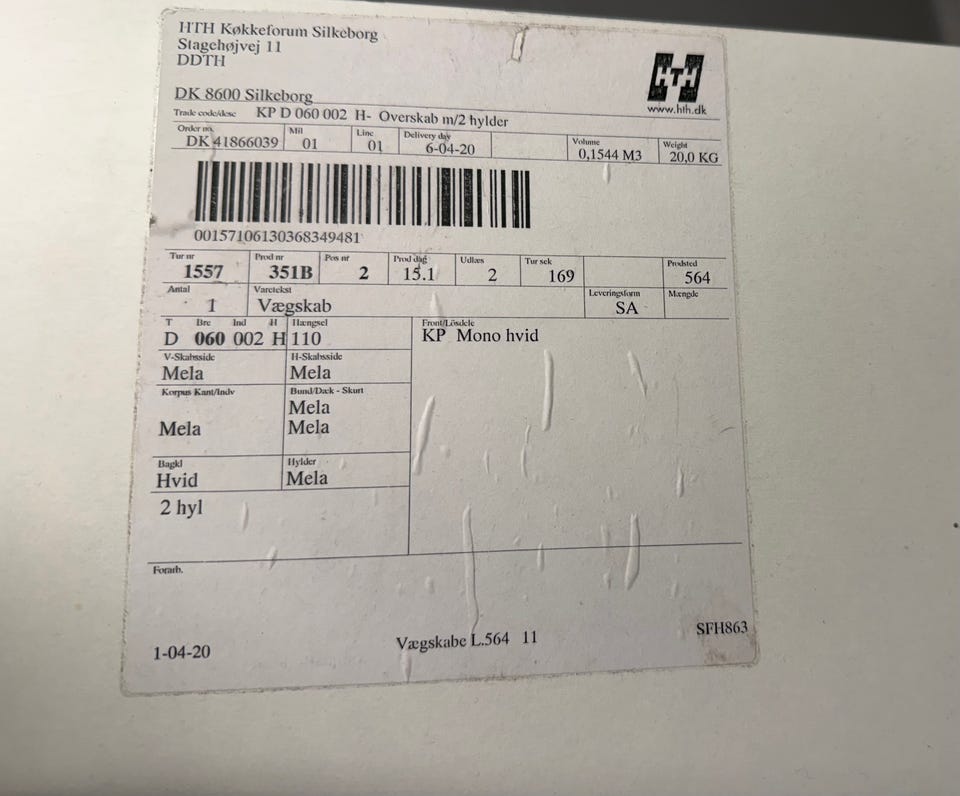 HTH Køkkeforum Silkeborg
Stagehøjvej 11
DDTH
HTH
www.hth.dk
DK 8600 Silkeborg
Trade code/desc KP D 060 002 H- Overskab m/2 hylder
Order no. Mil Line Delivery day Volume Weight
DK 41866039 01 01 6-04-20 0,1544 M3 20,0 KG
00157106130368349481
Tur nr Prod nr Pos nr Prod dag Udlæs Tur sek Prodsted
1557 351B 2 15.1 2 169 564
Antal Varetekst Leveringsform Mængde
1 Vægskab SA
T Bre Ind H Hængsel Front/Lösdele
D 060 002 H 110 KP Mono hvid
V-Skabsside H-Skabsside
Mela Mela
Korpus Kant/Indv Bund/Dæk - Skurt
Mela
Mela Mela
Bagkl Hylder
Hvid Mela
2 hyl
Forarb.
1-04-20 Vægskabe L.564 11 SFH863